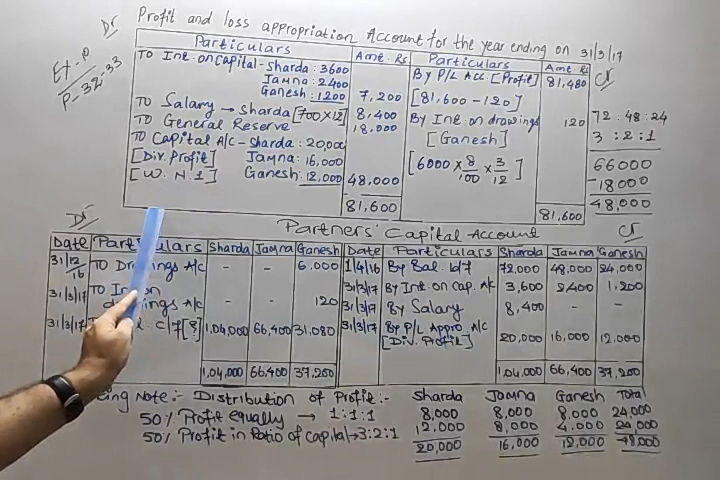 Profit and loss appropriation Account for the year ending on 31/3/17
Dr
Cr
Ex-10
P-32-33
Particulars Amt. Rs Particulars Amt. Rs
To Int. on Capital - Sharda : 3600
Jamna : 2400
Ganesh : 1200 7,200
To Salary → Sharda [700×12] 8,400
To General Reserve 18,000
To Capital A/c - Sharda : 20,000
[Div. Profit] Jamna : 16,000
[W. N 1] Ganesh : 12,000 48,000
81,600
By P/L Acc. [Profit] 81,480
[81,600 - 120]
By Int. on drawings 120
[Ganesh]
[6000 × 8/100 × 3/12]
81,600
72 : 48 : 24
3 : 2 : 1
66000
-18000
48,000
Partners' Capital Account
Dr
Cr
Date Particulars Sharda Jamna Ganesh Date Particulars Sharda Jamna Ganesh
31/12/16 To Drawings A/c - - 6,000 1/4/16 By Bal. b/f 72,000 48,000 24,000
31/3/17 To In on - - 120 31/3/17 By Int. on cap. A/c 3,600 2400 1,200
ings A/c 31/3/17 By Salary 8,400 - -
31/3/17 c/f [?] 1,04,000 66,400 31,080 31/3/17 By P/L Appro. A/c
[Div. Profit] 20,000 16,000 12,000
1,04,000 66,400 37,200 1,04,000 66,400 37,200
ing Note :- Distribution of Profit :- Sharda Jamna Ganesh Total
50% Profit equally → 1:1:1 8,000 8,000 8,000 24,000
50% Profit in Ratio of capital → 3:2:1 12,000 8,000 4,000 24,000
20,000 16,000 12,000 48,000